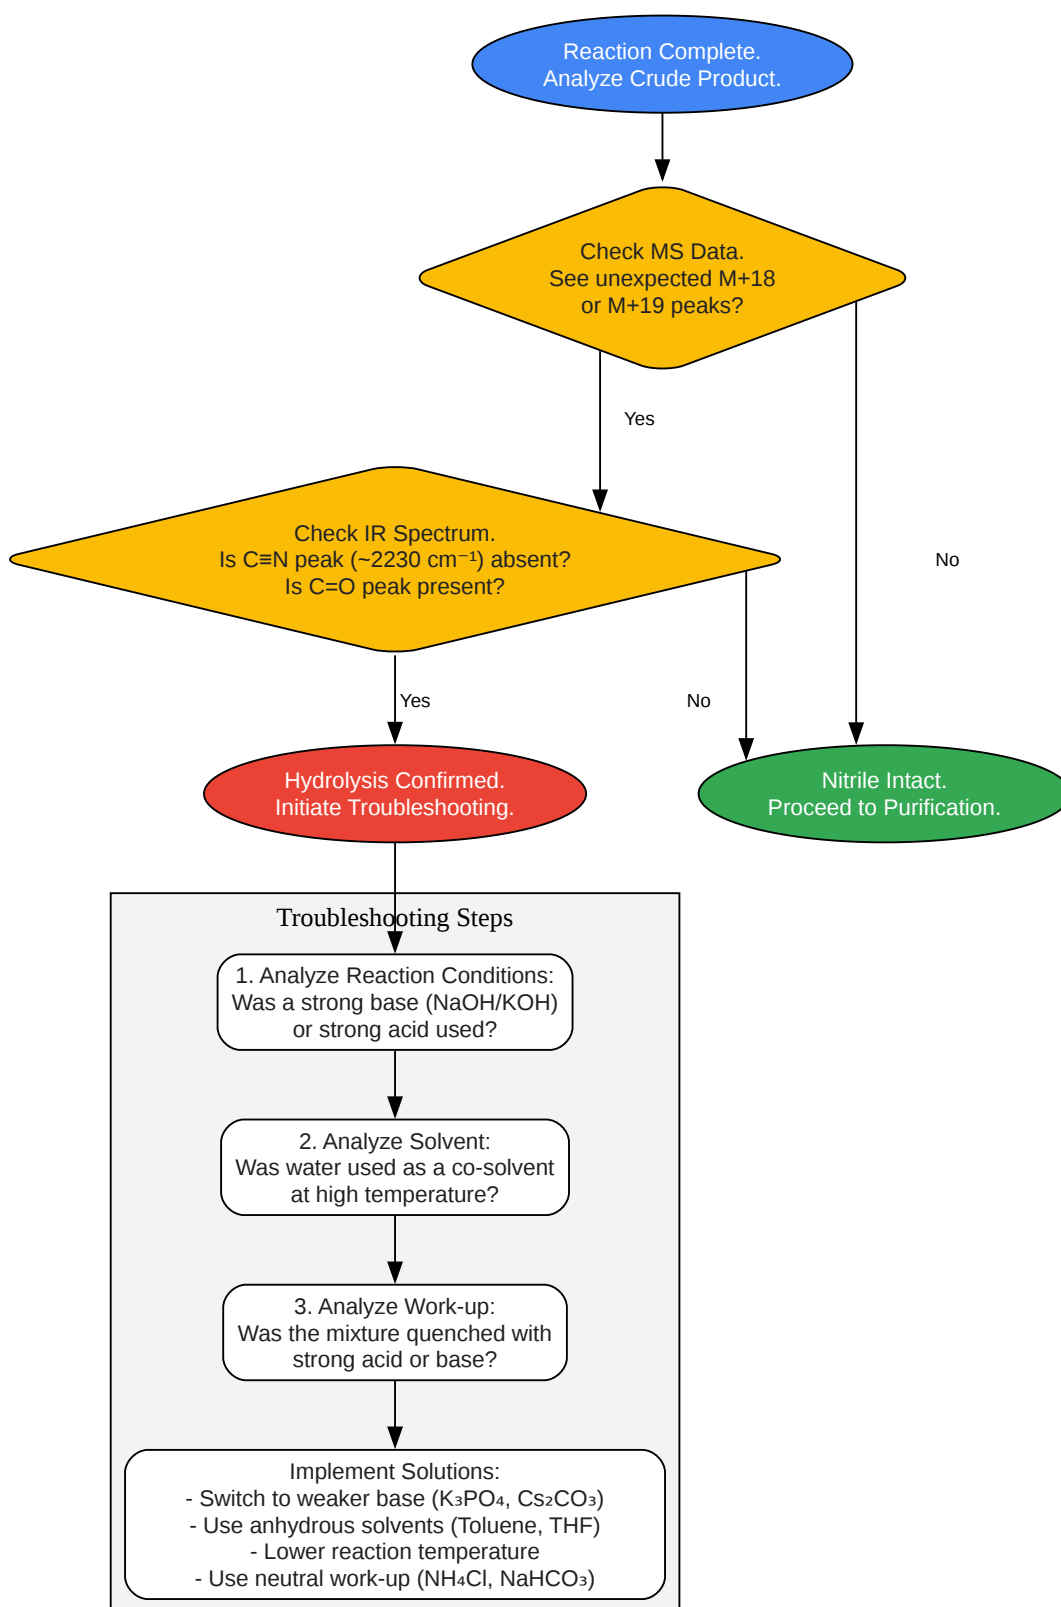 Reaction Complete.
Analyze Crude Product.
Check MS Data.
See unexpected M+18
or M+19 peaks?
Yes
No
Check IR Spectrum.
Is C≡N peak (~2230 cm⁻¹) absent?
Is C=O peak present?
Yes
No
Hydrolysis Confirmed.
Initiate Troubleshooting.
Nitrile Intact.
Proceed to Purification.
Troubleshooting Steps
1. Analyze Reaction Conditions:
Was a strong base (NaOH/KOH)
or strong acid used?
2. Analyze Solvent:
Was water used as a co-solvent
at high temperature?
3. Analyze Work-up:
Was the mixture quenched with
strong acid or base?
Implement Solutions:
- Switch to weaker base (K₃PO₄, Cs₂CO₃)
- Use anhydrous solvents (Toluene, THF)
- Lower reaction temperature
- Use neutral work-up (NH₄Cl, NaHCO₃)